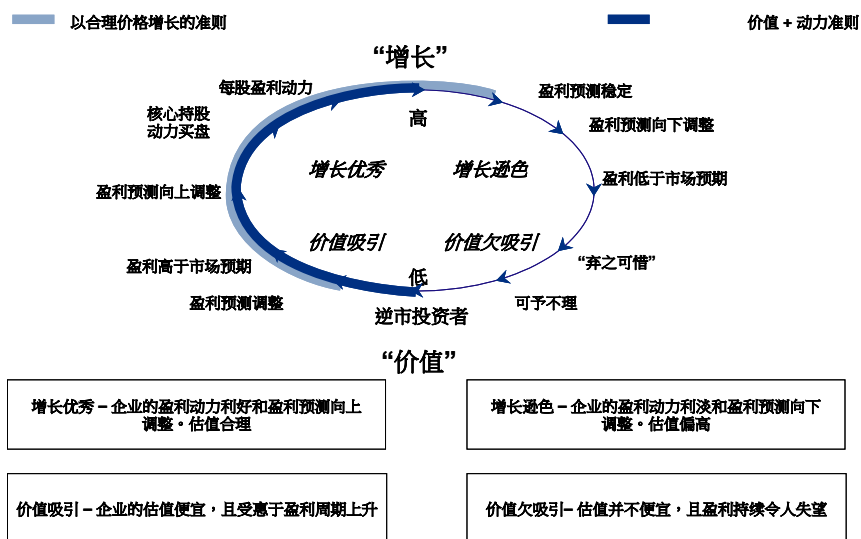 以合理价格增长的准则
价值 + 动力准则
“增长”
每股盈利动力
盈利预测稳定
核心持股
动力买盘
高
盈利预测向下调整
增长优秀
增长逊色
盈利预测向上调整
盈利低于市场预期
价值吸引
价值欠吸引
盈利高于市场预期
“弃之可惜”
低
盈利预测调整
可予不理
逆市投资者
“价值”
增长优秀 – 企业的盈利动力利好和盈利预测向上
调整。估值合理
增长逊色 – 企业的盈利动力利淡和盈利预测向下
调整。估值偏高
价值吸引 – 企业的估值便宜，且受惠于盈利周期上升
价值欠吸引– 估值并不便宜，且盈利持续令人失望